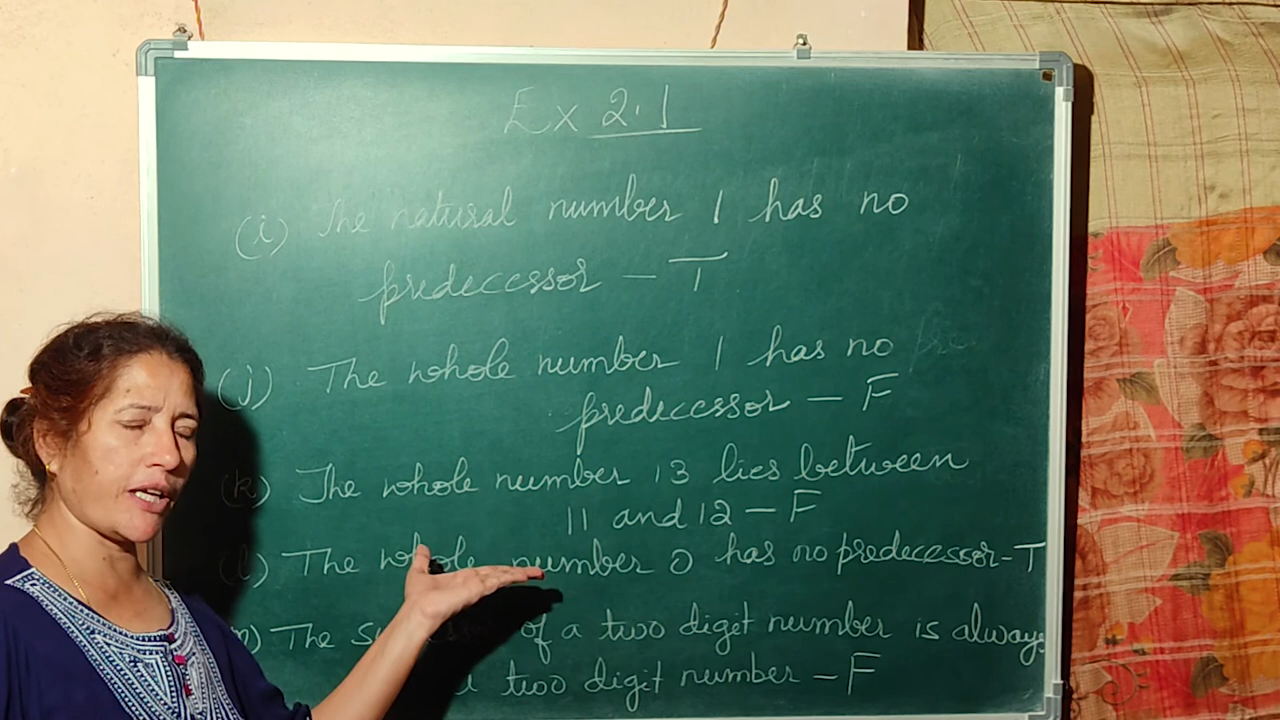 Ex 2.1
(i) The natural number 1 has no
predecessor - T
(j) The whole number 1 has no pre
predecessor - F
(k) The whole number 13 lies between
11 and 12 - F
(l) The whole number 0 has no predecessor - T
) The of a two digit number is always
two digit number - F